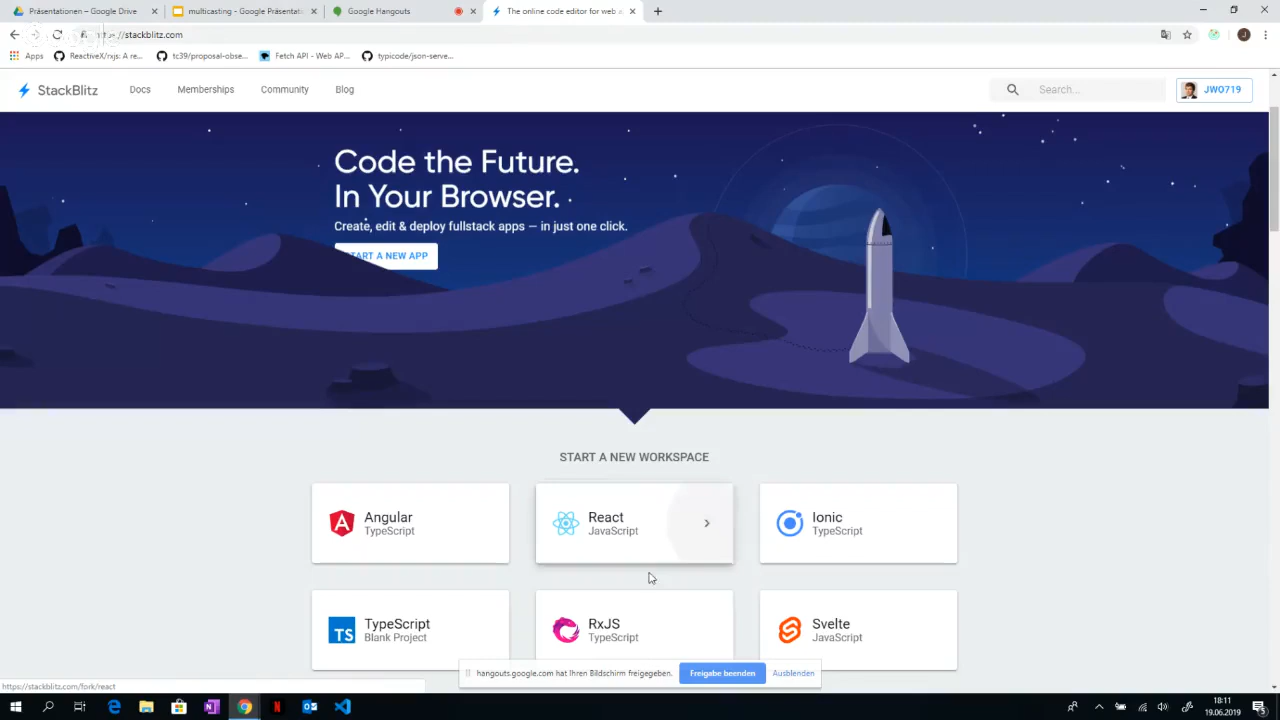 Präsentationen – Google Drive
multicasting - Google Präsentati
Google Hangouts
The online code editor for web
https://stackblitz.com
Apps
ReactiveX/rxjs: A re...
tc39/proposal-obse...
Fetch API - Web AP...
typicode/json-serve...
StackBlitz
Docs
Memberships
Community
Blog
Search...
JWO719
Code the Future.
In Your Browser.
Create, edit & deploy fullstack apps — in just one click.
START A NEW APP
START A NEW WORKSPACE
Angular
TypeScript
React
JavaScript
Ionic
TypeScript
TypeScript
Blank Project
RxJS
TypeScript
Svelte
JavaScript
hangouts.google.com hat Ihren Bildschirm freigegeben.
Freigabe beenden
Ausblenden
https://stackblitz.com/fork/react
18:11
19.06.2019